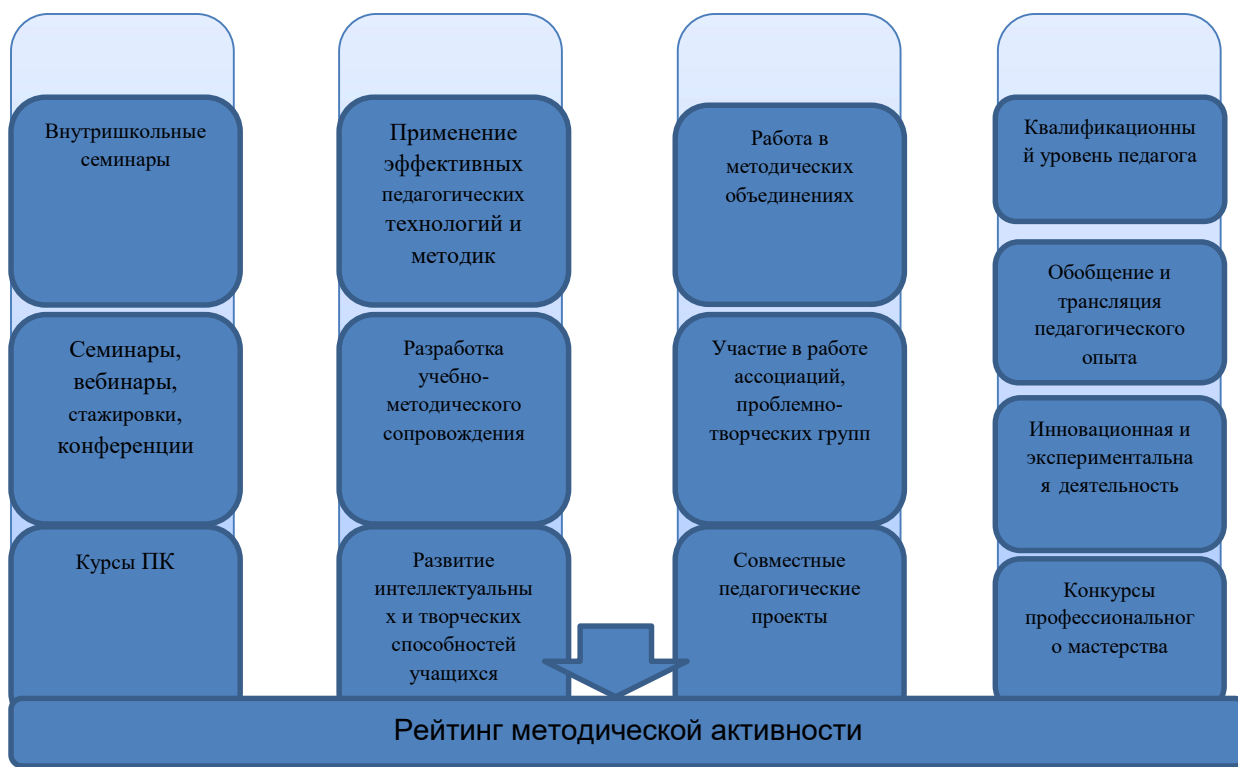 Внутришкольные
семинары
Семинары,
вебинары,
стажировки,
конференции
Курсы ПК
Применение
эффективных
педагогических
технологий и
методик
Разработка
учебно-
методического
сопровождения
Развитие
интеллектуальны
х и творческих
способностей
учащихся
Работа в
методических
объединениях
Участие в работе
ассоциаций,
проблемно-
творческих групп
Совместные
педагогические
проекты
Квалификационны
й уровень педагога
Обобщение и
трансляция
педагогического
опыта
Инновационная и
экспериментальна
я деятельность
Конкурсы
профессиональног
о мастерства
Рейтинг методической активности